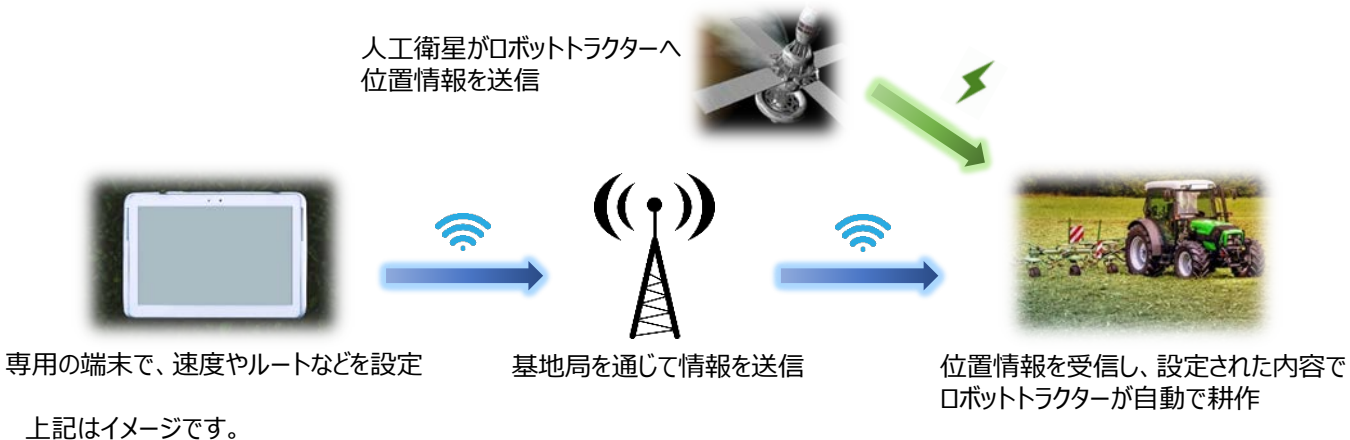 人工衛星がロボットトラクターへ
位置情報を送信
専用の端末で、速度やルートなどを設定
基地局を通じて情報を送信
位置情報を受信し、設定された内容で
ロボットトラクターが自動で耕作
上記はイメージです。